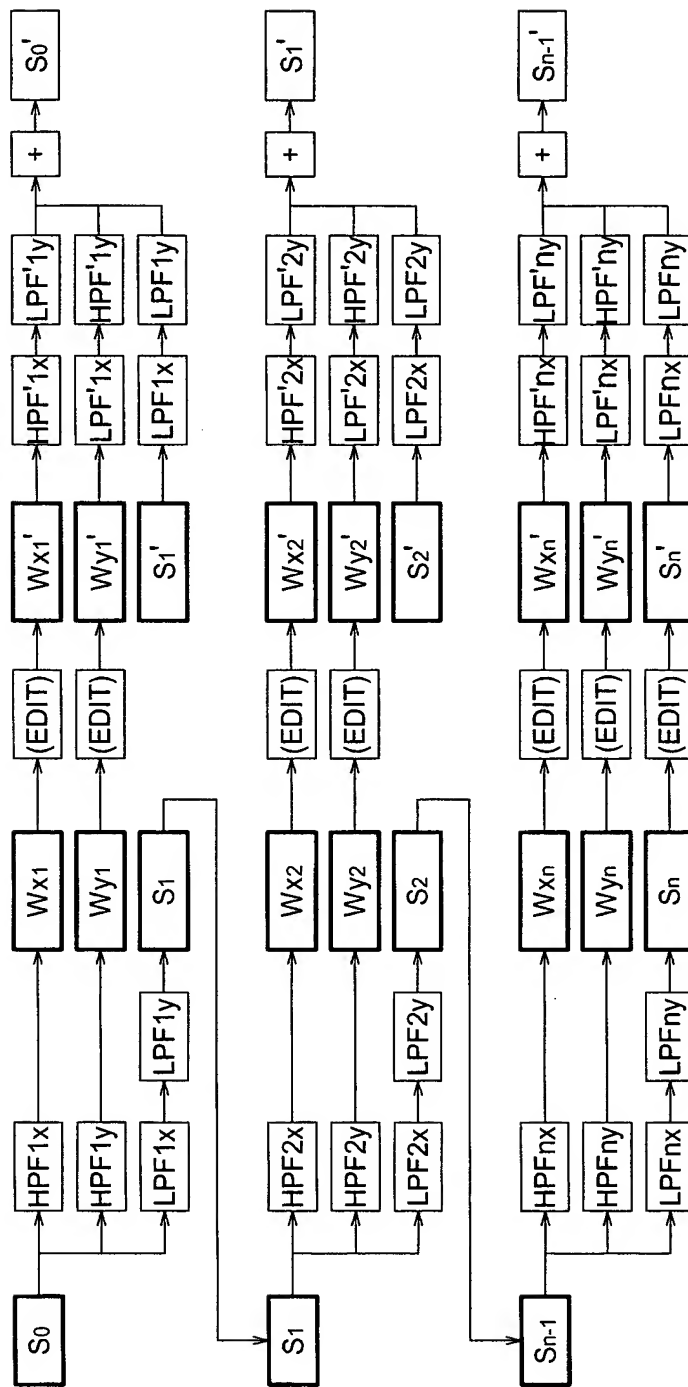 S0 HPF1x Wx1 (EDIT) Wx1' HPF'1x LPF'1y + S0'
HPF1y Wy1 (EDIT) Wy1' LPF'1x HPF'1y
LPF1x LPF1y S1 S1' LPF1x LPF1y
S1 HPF2x Wx2 (EDIT) Wx2' HPF'2x LPF'2y + S1'
HPF2y Wy2 (EDIT) Wy2' LPF'2x HPF'2y
LPF2x LPF2y S2 S2' LPF2x LPF2y
Sn-1 HPFnx Wxn (EDIT) Wxn' HPF'nx LPF'ny + Sn-1'
HPFny Wyn (EDIT) Wyn' LPF'nx HPF'ny
LPFnx LPFny Sn (EDIT) Sn' LPFnx LPFny